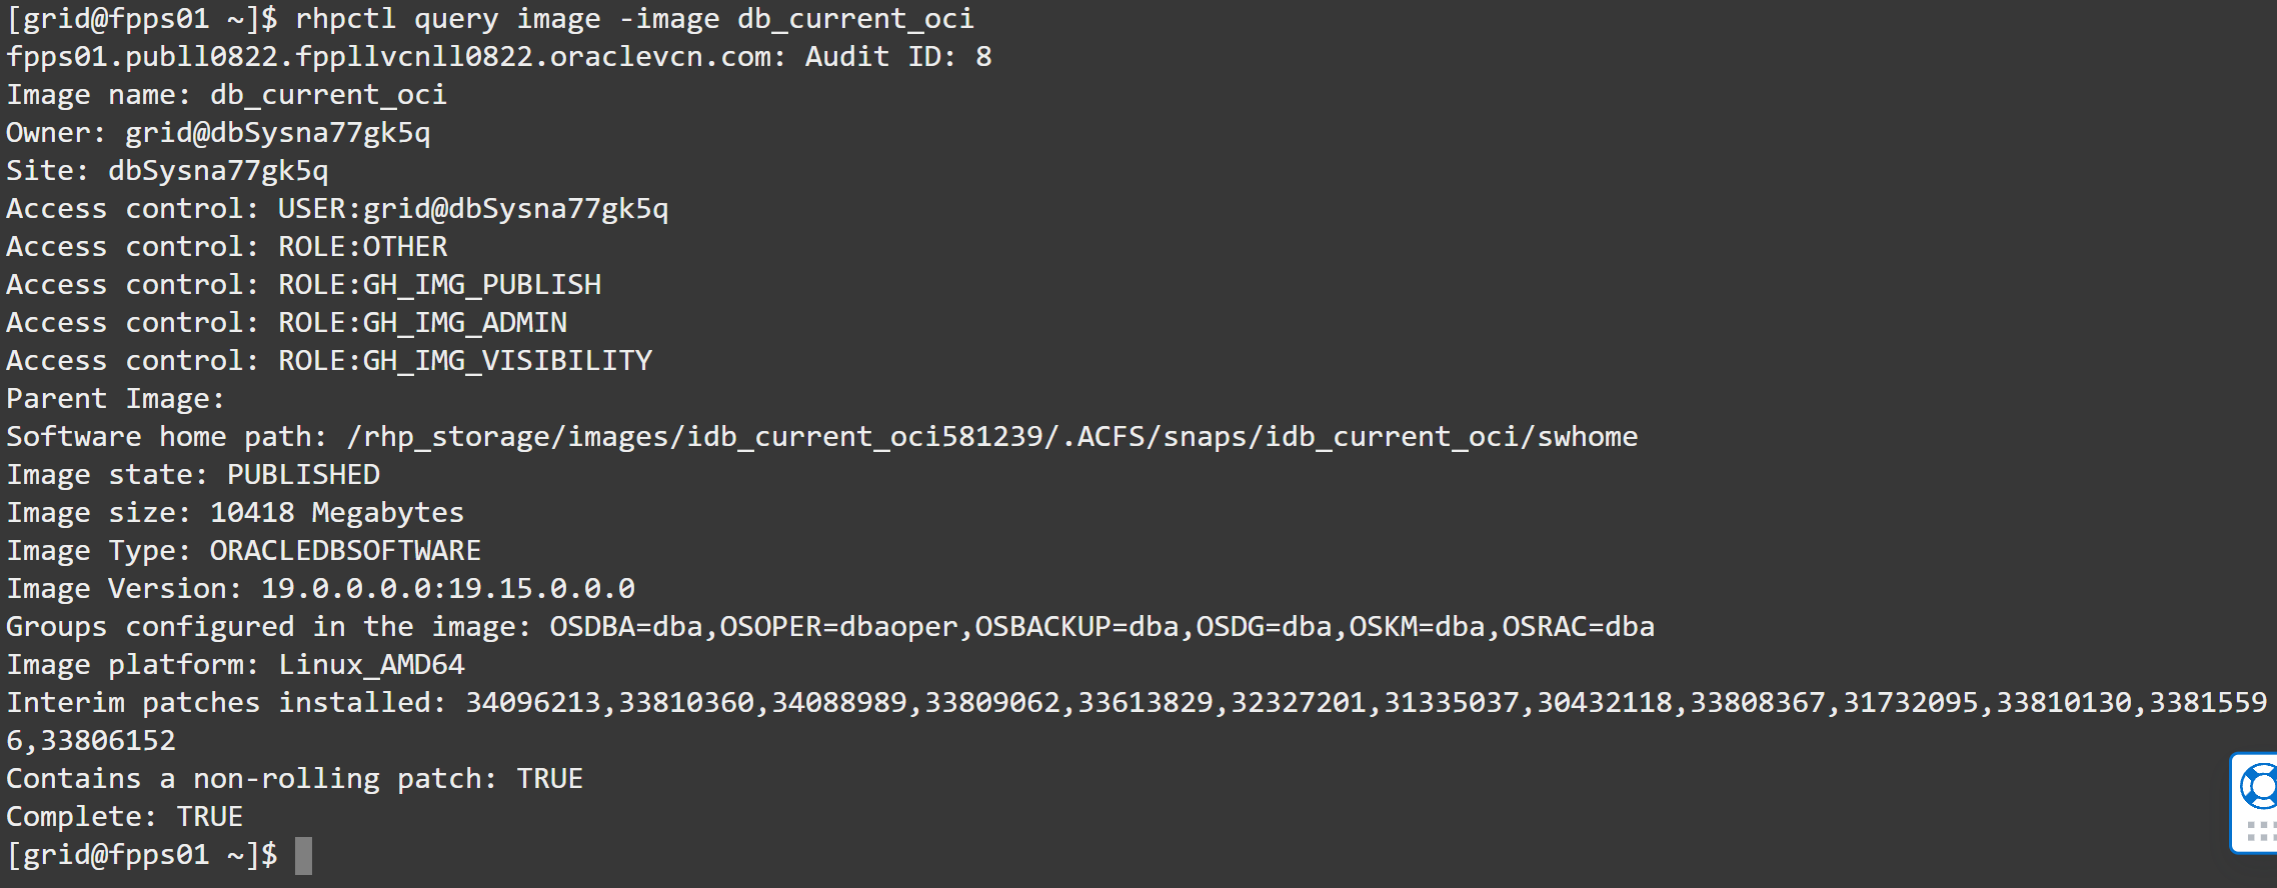 [grid@fpps01 ~]$ rhpctl query image -image db_current_oci
fpps01.publl0822.fppllvcnll0822.oraclevcn.com: Audit ID: 8
Image name: db_current_oci
Owner: grid@dbSysna77gk5q
Site: dbSysna77gk5q
Access control: USER:grid@dbSysna77gk5q
Access control: ROLE:OTHER
Access control: ROLE:GH_IMG_PUBLISH
Access control: ROLE:GH_IMG_ADMIN
Access control: ROLE:GH_IMG_VISIBILITY
Parent Image:
Software home path: /rhp_storage/images/idb_current_oci581239/.ACFS/snaps/idb_current_oci/swhome
Image state: PUBLISHED
Image size: 10418 Megabytes
Image Type: ORACLEDBSOFTWARE
Image Version: 19.0.0.0.0:19.15.0.0.0
Groups configured in the image: OSDBA=dba,OSOPER=dbaoper,OSBACKUP=dba,OSDG=dba,OSKM=dba,OSRAC=dba
Image platform: Linux_AMD64
Interim patches installed: 34096213,33810360,34088989,33809062,33613829,32327201,31335037,30432118,33808367,31732095,33810130,3381559
6,33806152
Contains a non-rolling patch: TRUE
Complete: TRUE
[grid@fpps01 ~]$